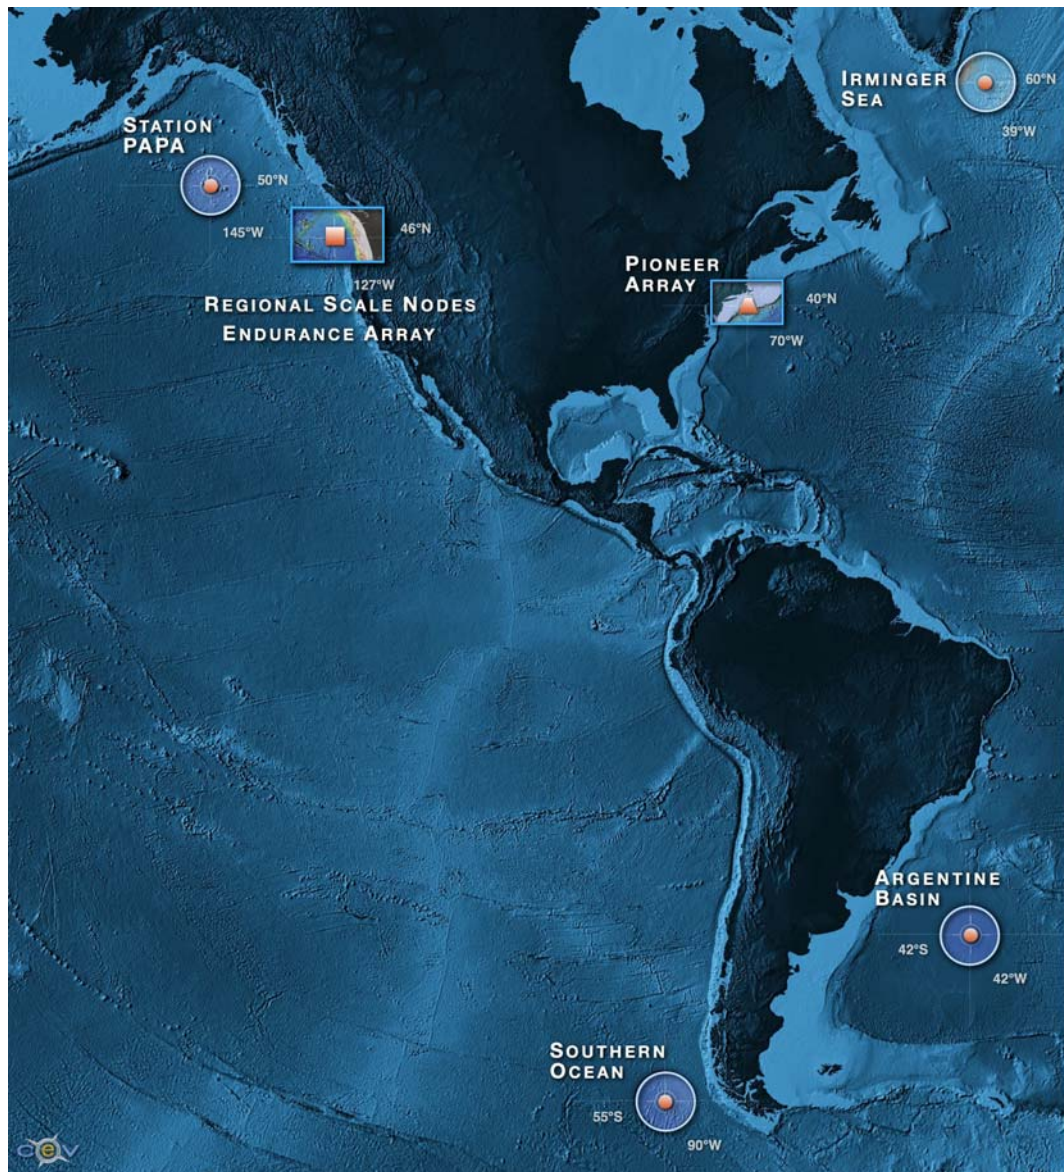 IRMINGER
SEA
60°N
39°W
STATION
PAPA
50°N
145°W
46°N
127°W
REGIONAL SCALE NODES
ENDURANCE ARRAY
PIONEER
ARRAY
40°N
70°W
ARGENTINE
BASIN
42°S
42°W
SOUTHERN
OCEAN
55°S
90°W
cev